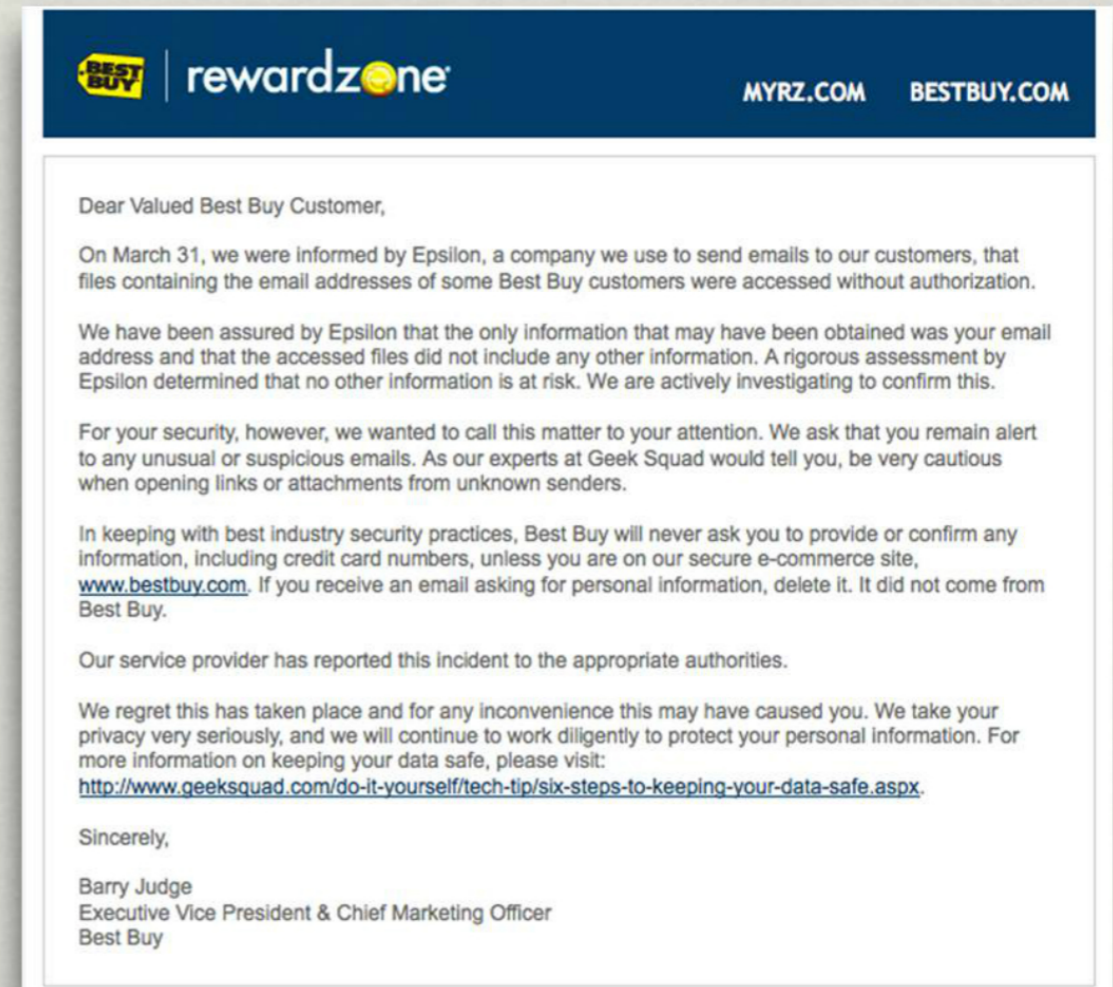 BEST BUY
rewardzone
MYRZ.COM BESTBUY.COM
Dear Valued Best Buy Customer,
On March 31, we were informed by Epsilon, a company we use to send emails to our customers, that
files containing the email addresses of some Best Buy customers were accessed without authorization.
We have been assured by Epsilon that the only information that may have been obtained was your email
address and that the accessed files did not include any other information. A rigorous assessment by
Epsilon determined that no other information is at risk. We are actively investigating to confirm this.
For your security, however, we wanted to call this matter to your attention. We ask that you remain alert
to any unusual or suspicious emails. As our experts at Geek Squad would tell you, be very cautious
when opening links or attachments from unknown senders.
In keeping with best industry security practices, Best Buy will never ask you to provide or confirm any
information, including credit card numbers, unless you are on our secure e-commerce site,
www.bestbuy.com. If you receive an email asking for personal information, delete it. It did not come from
Best Buy.
Our service provider has reported this incident to the appropriate authorities.
We regret this has taken place and for any inconvenience this may have caused you. We take your
privacy very seriously, and we will continue to work diligently to protect your personal information. For
more information on keeping your data safe, please visit:
http://www.geeksquad.com/do-it-yourself/tech-tip/six-steps-to-keeping-your-data-safe.aspx.
Sincerely,
Barry Judge
Executive Vice President & Chief Marketing Officer
Best Buy